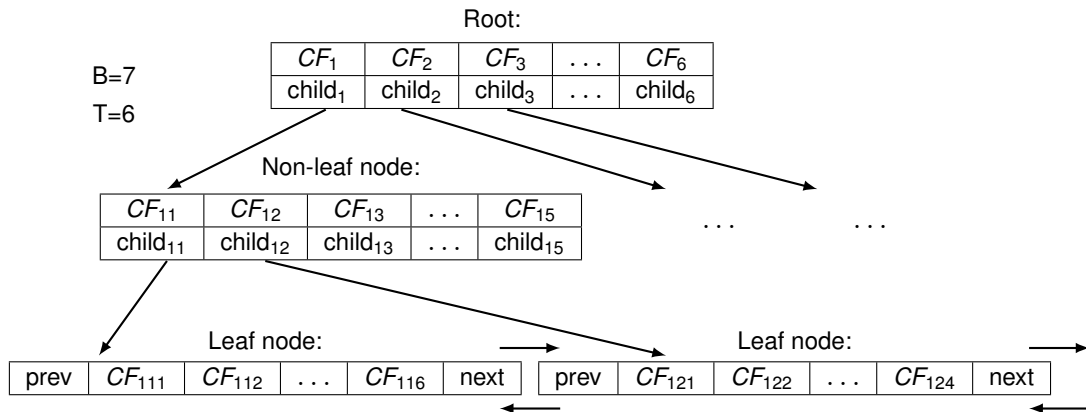 Root:
B=7
T=6
CF₁ CF₂ CF₃ . . . CF₆
child₁ child₂ child₃ . . . child₆
Non-leaf node:
CF₁₁ CF₁₂ CF₁₃ . . . CF₁₅
child₁₁ child₁₂ child₁₃ . . . child₁₅
. . . . . .
Leaf node: Leaf node:
prev CF₁₁₁ CF₁₁₂ . . . CF₁₁₆ next prev CF₁₂₁ CF₁₂₂ . . . CF₁₂₄ next